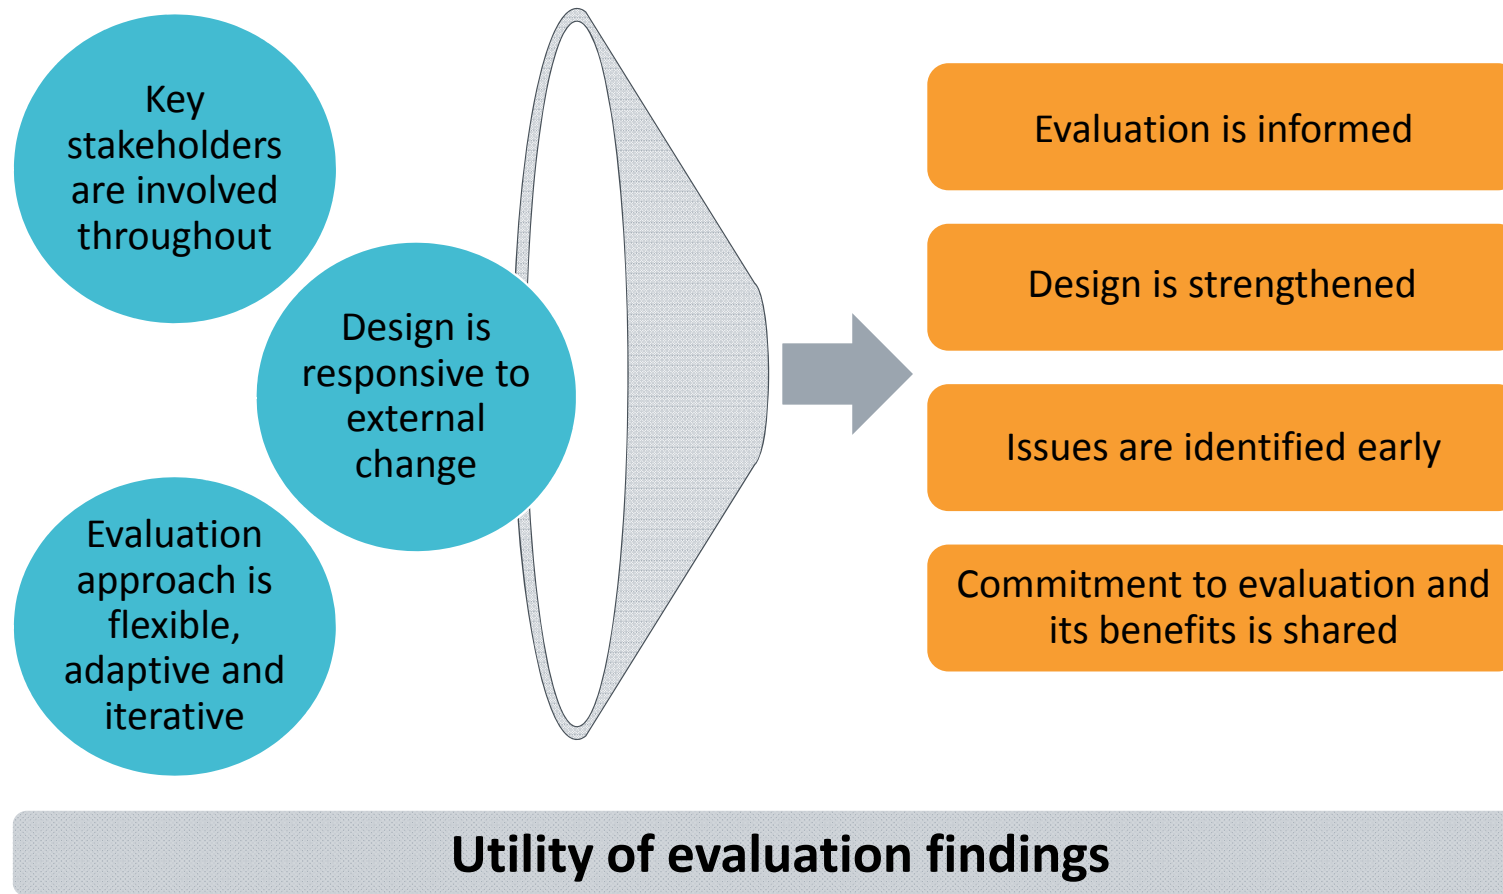 Key
stakeholders
are involved
throughout
Design is
responsive to
external
change
Evaluation
approach is
flexible,
adaptive and
iterative
Evaluation is informed
Design is strengthened
Issues are identified early
Commitment to evaluation and
its benefits is shared
Utility of evaluation findings